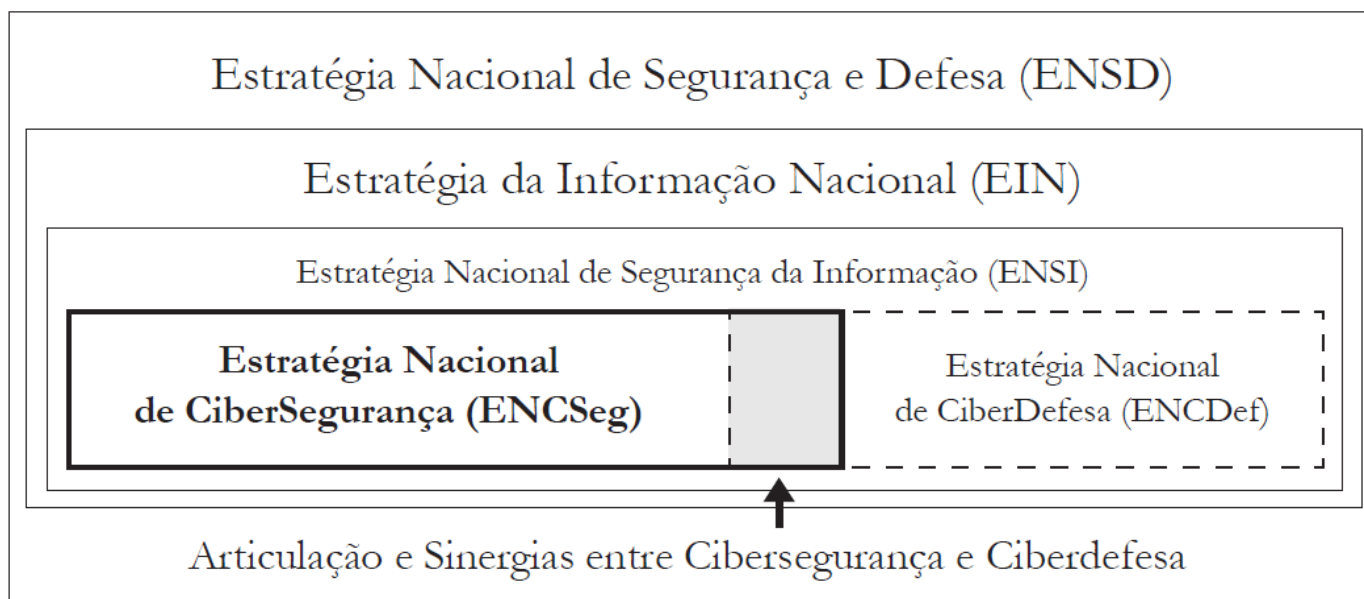 Estratégia Nacional de Segurança e Defesa (ENSD)
Estratégia da Informação Nacional (EIN)
Estratégia Nacional de Segurança da Informação (ENSI)
Estratégia Nacional
de CiberSegurança (ENCSeg)
Estratégia Nacional
de CiberDefesa (ENCDef)
Articulação e Sinergias entre Cibersegurança e Ciberdefesa